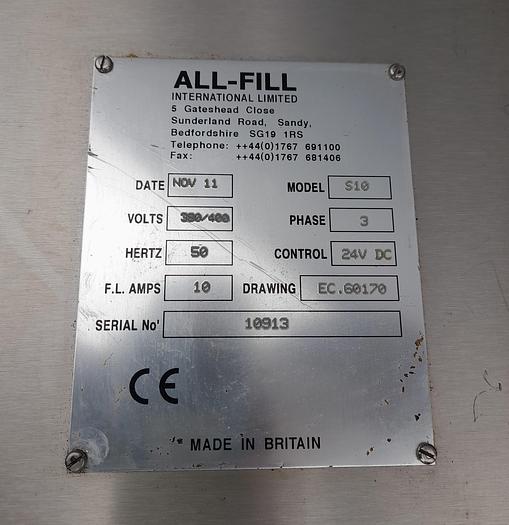 ALL-FILL
INTERNATIONAL LIMITED
5 Gateshead Close
Sunderland Road, Sandy,
Bedfordshire SG19 1RS
Telephone: ++44(0)1767 691100
Fax: ++44(0)1767 681406
DATE NOV 11 MODEL S10
VOLTS 380/400 PHASE 3
HERTZ 50 CONTROL 24V DC
F.L. AMPS 10 DRAWING EC.60170
SERIAL No' 10913
CE
MADE IN BRITAIN